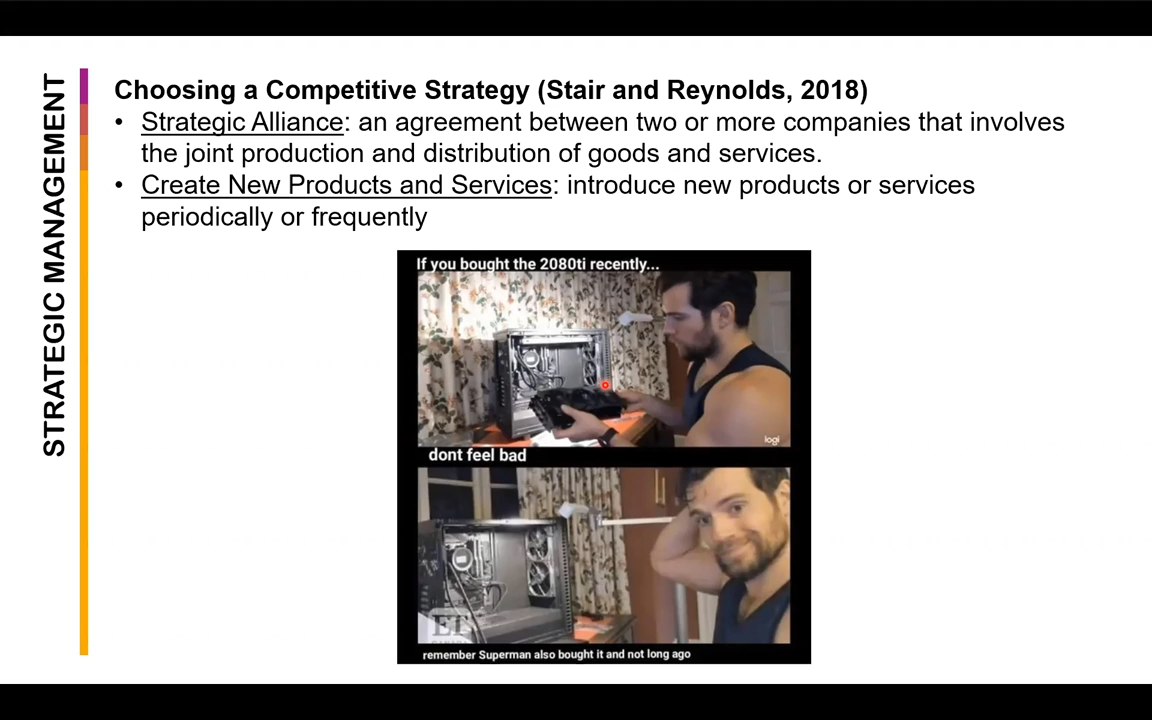 STRATEGIC MANAGEMENT
Choosing a Competitive Strategy (Stair and Reynolds, 2018)
• Strategic Alliance: an agreement between two or more companies that involves
the joint production and distribution of goods and services.
• Create New Products and Services: introduce new products or services
periodically or frequently
If you bought the 2080ti recently...
logi
dont feel bad
ET
remember Superman also bought it and not long ago